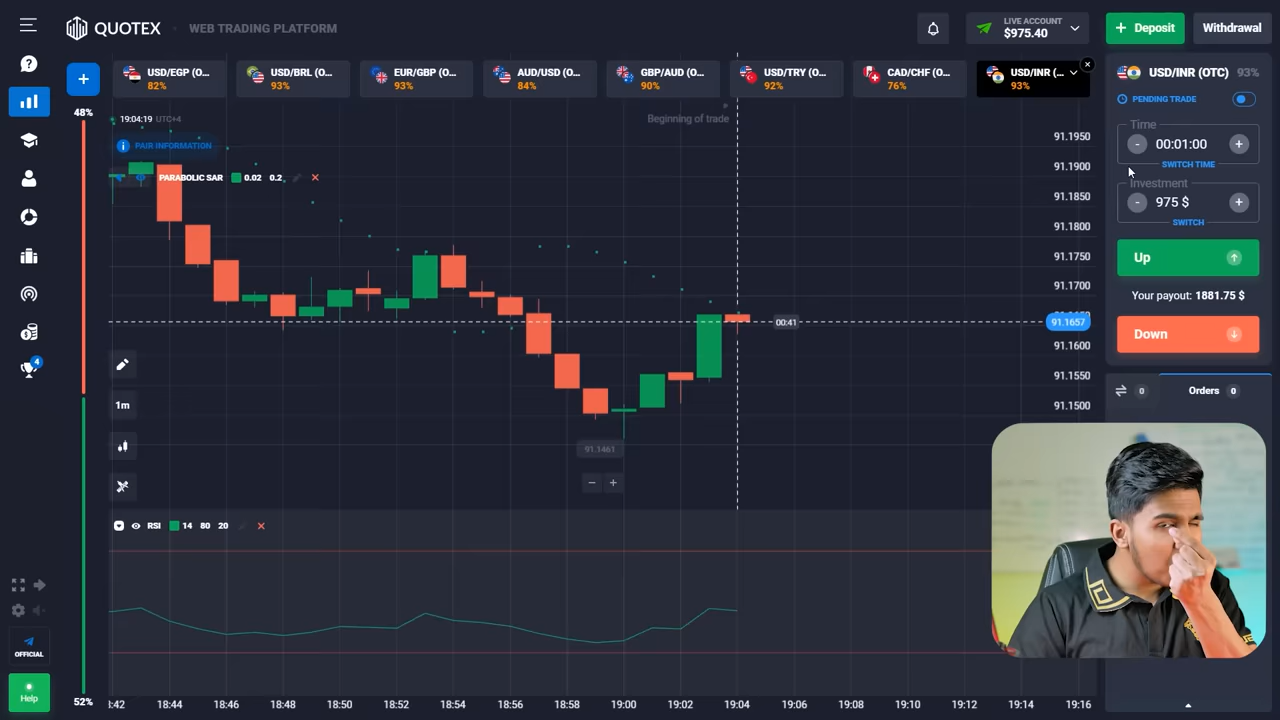 QUOTEX
WEB TRADING PLATFORM
LIVE ACCOUNT
$975.40
+ Deposit
Withdrawal
+
USD/EGP (O...
82%
USD/BRL (O...
93%
EUR/GBP (O...
93%
AUD/USD (O...
84%
GBP/AUD (O...
90%
USD/TRY (O...
92%
CAD/CHF (O...
76%
USD/INR (...
93%
USD/INR (OTC) 93%
48%
19:04:19 UTC+4
Beginning of trade
PAIR INFORMATION
PARABOLIC SAR 0.02 0.2
PENDING TRADE
Time
- 00:01:00 +
SWITCH TIME
Investment
- 975 $ +
SWITCH
Up
Your payout: 1881.75 $
Down
0
Orders 0
91.1950
91.1900
91.1850
91.1800
91.1750
91.1700
00:41
91.1657
91.1600
91.1550
91.1500
91.1461
- +
1m
RSI 14 80 20
4
OFFICIAL
Help
52%
:42 18:44 18:46 18:48 18:50 18:52 18:54 18:56 18:58 19:00 19:02 19:04 19:06 19:08 19:10 19:12 19:14 19:16